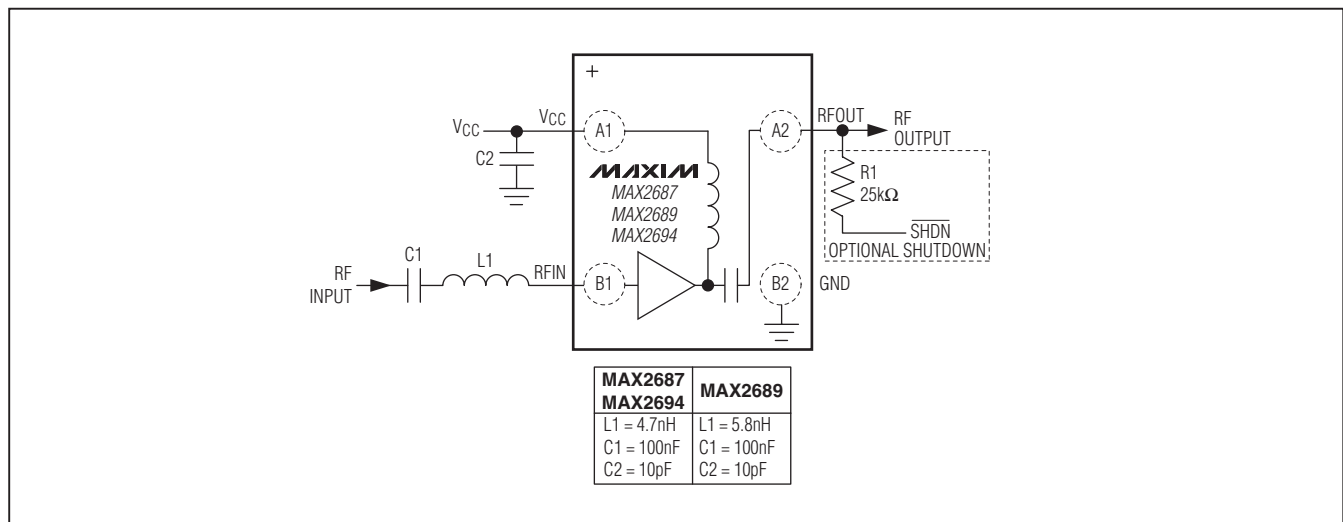 +
VCC
VCC
A1
A2
RFOUT
RF
OUTPUT
C2
MAXIM
MAX2687
MAX2689
MAX2694
R1
25kΩ
SHDN
OPTIONAL SHUTDOWN
C1
L1
RFIN
RF
INPUT
B1
B2
GND
MAX2687
MAX2694
MAX2689
L1 = 4.7nH
L1 = 5.8nH
C1 = 100nF
C1 = 100nF
C2 = 10pF
C2 = 10pF